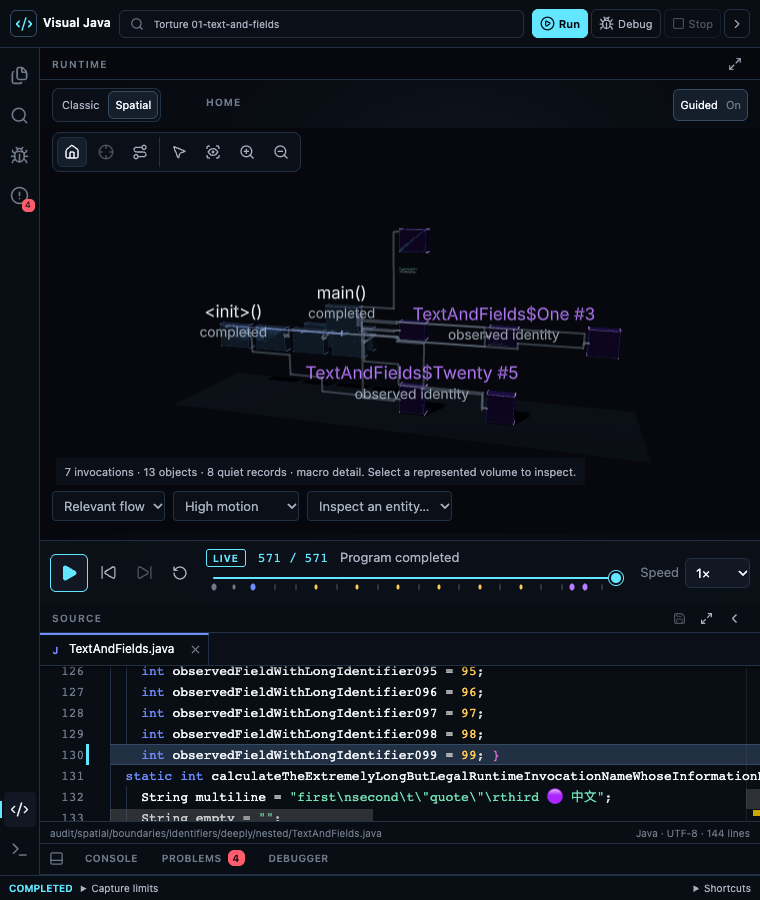 Visual Java
Torture 01-text-and-fields
Run
Debug
Stop
RUNTIME
Classic
Spatial
HOME
Guided On
4
main()
completed
<init>()
completed
TextAndFields$One #3
observed identity
TextAndFields$Twenty #5
observed identity
7 invocations · 13 objects · 8 quiet records · macro detail. Select a represented volume to inspect.
Relevant flow
High motion
Inspect an entity...
LIVE 571 / 571 Program completed
Speed 1×
SOURCE
J TextAndFields.java
126 int observedFieldWithLongIdentifier095 = 95;
127 int observedFieldWithLongIdentifier096 = 96;
128 int observedFieldWithLongIdentifier097 = 97;
129 int observedFieldWithLongIdentifier098 = 98;
130 int observedFieldWithLongIdentifier099 = 99; }
131 static int calculateTheExtremelyLongButLegalRuntimeInvocationNameWhoseInformation
132 String multiline = "first\nsecond\t\"quote\"\rthird 🟣 中文";
133 String empty = "";
audit/spatial/boundaries/identifiers/deeply/nested/TextAndFields.java
Java · UTF-8 · 144 lines
CONSOLE
PROBLEMS 4
DEBUGGER
COMPLETED
Capture limits
Shortcuts